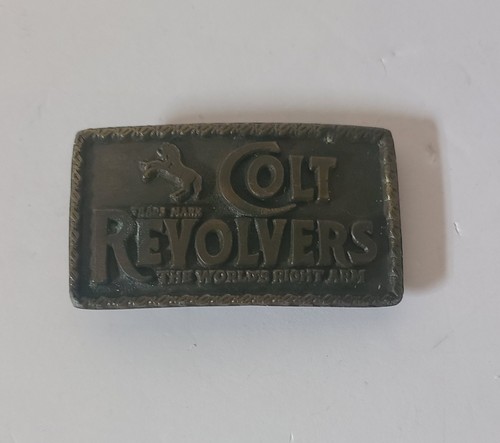 COLT
TRADE MARK
REVOLVERS
THE WORLD'S RIGHT ARM